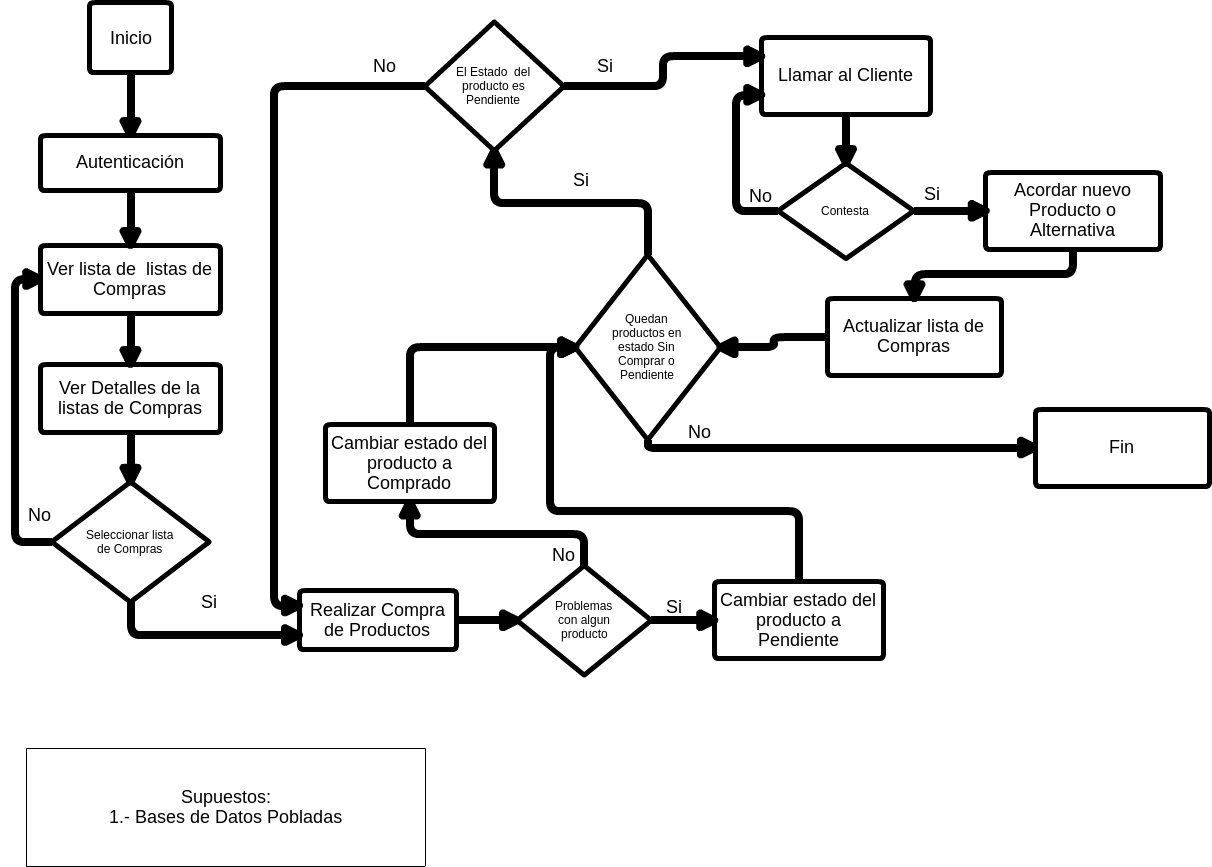 Inicio
Autenticación
Ver lista de  listas de
Compras
Ver Detalles de la
listas de Compras
Seleccionar lista
de Compras
No
Si
Realizar Compra
de Productos
Problemas
con algun
producto
No
Si
Cambiar estado del
producto a
Comprado
Cambiar estado del
producto a
Pendiente
Quedan
productos en
estado Sin
Comprar o
Pendiente
Si
No
El Estado  del
producto es
Pendiente
No
Si
Llamar al Cliente
Contesta
No
Si
Acordar nuevo
Producto o
Alternativa
Actualizar lista de
Compras
Fin
Supuestos:
1.- Bases de Datos Pobladas